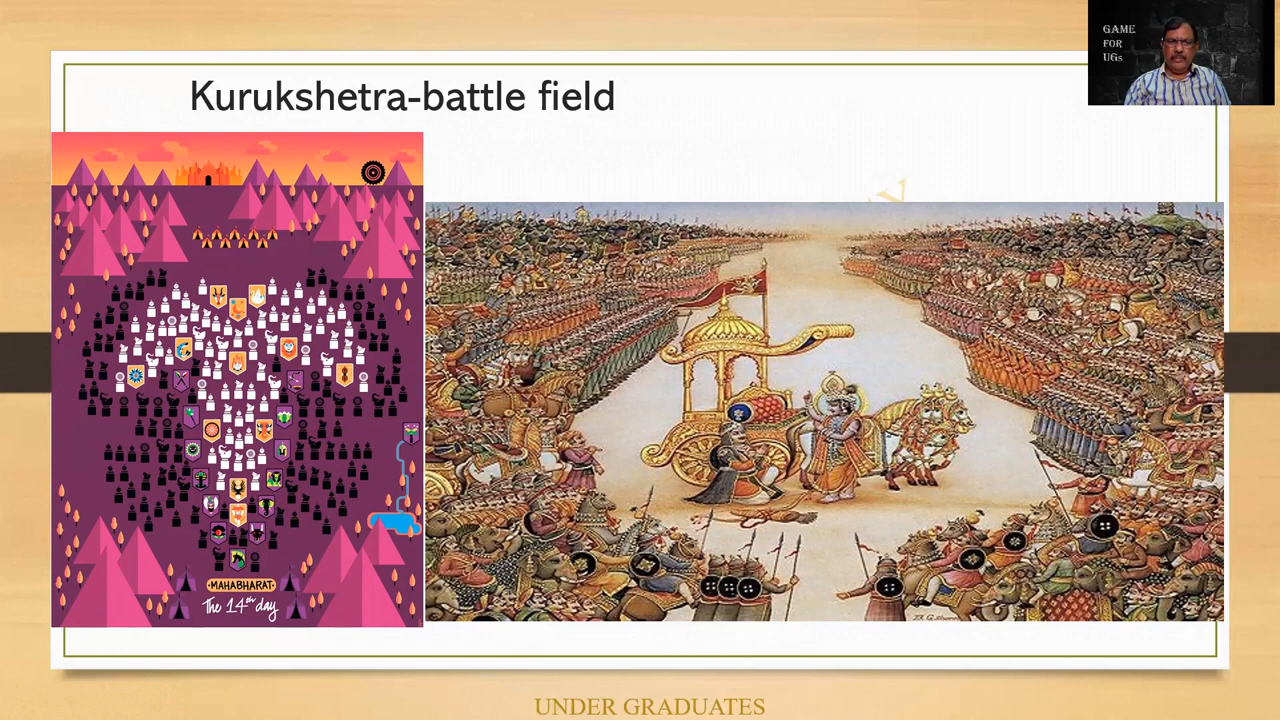 Kurukshetra-battle field
GAME
FOR
UGs
MAHABHARAT
The 14th day
UNDER GRADUATES